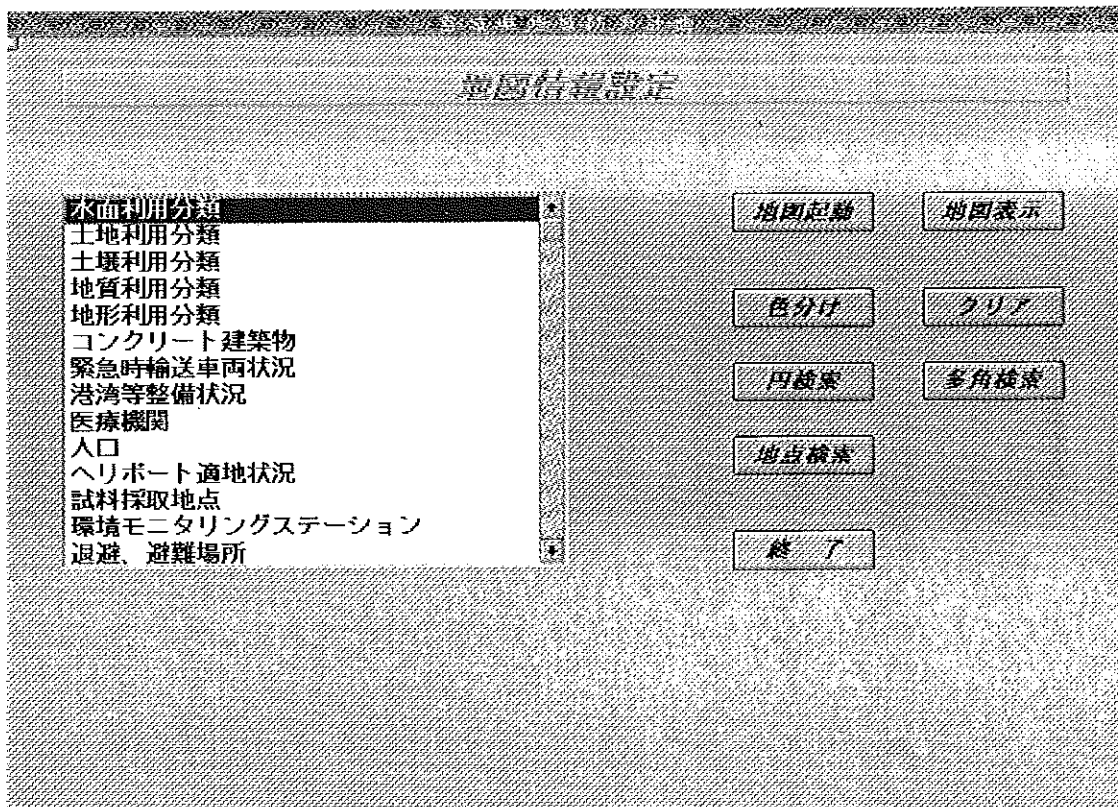 地図情報設定
水面利用分類
土地利用分類
土壌利用分類
地質利用分類
地形利用分類
コンクリート建築物
緊急時輸送車両状況
港湾等整備状況
医療機関
人口
ヘリポート適地状況
試料採取地点
環境モニタリングステーション
退避、避難場所
地図起動 地図表示
色分け クリア
円検索 多角検索
地点検索
終 了